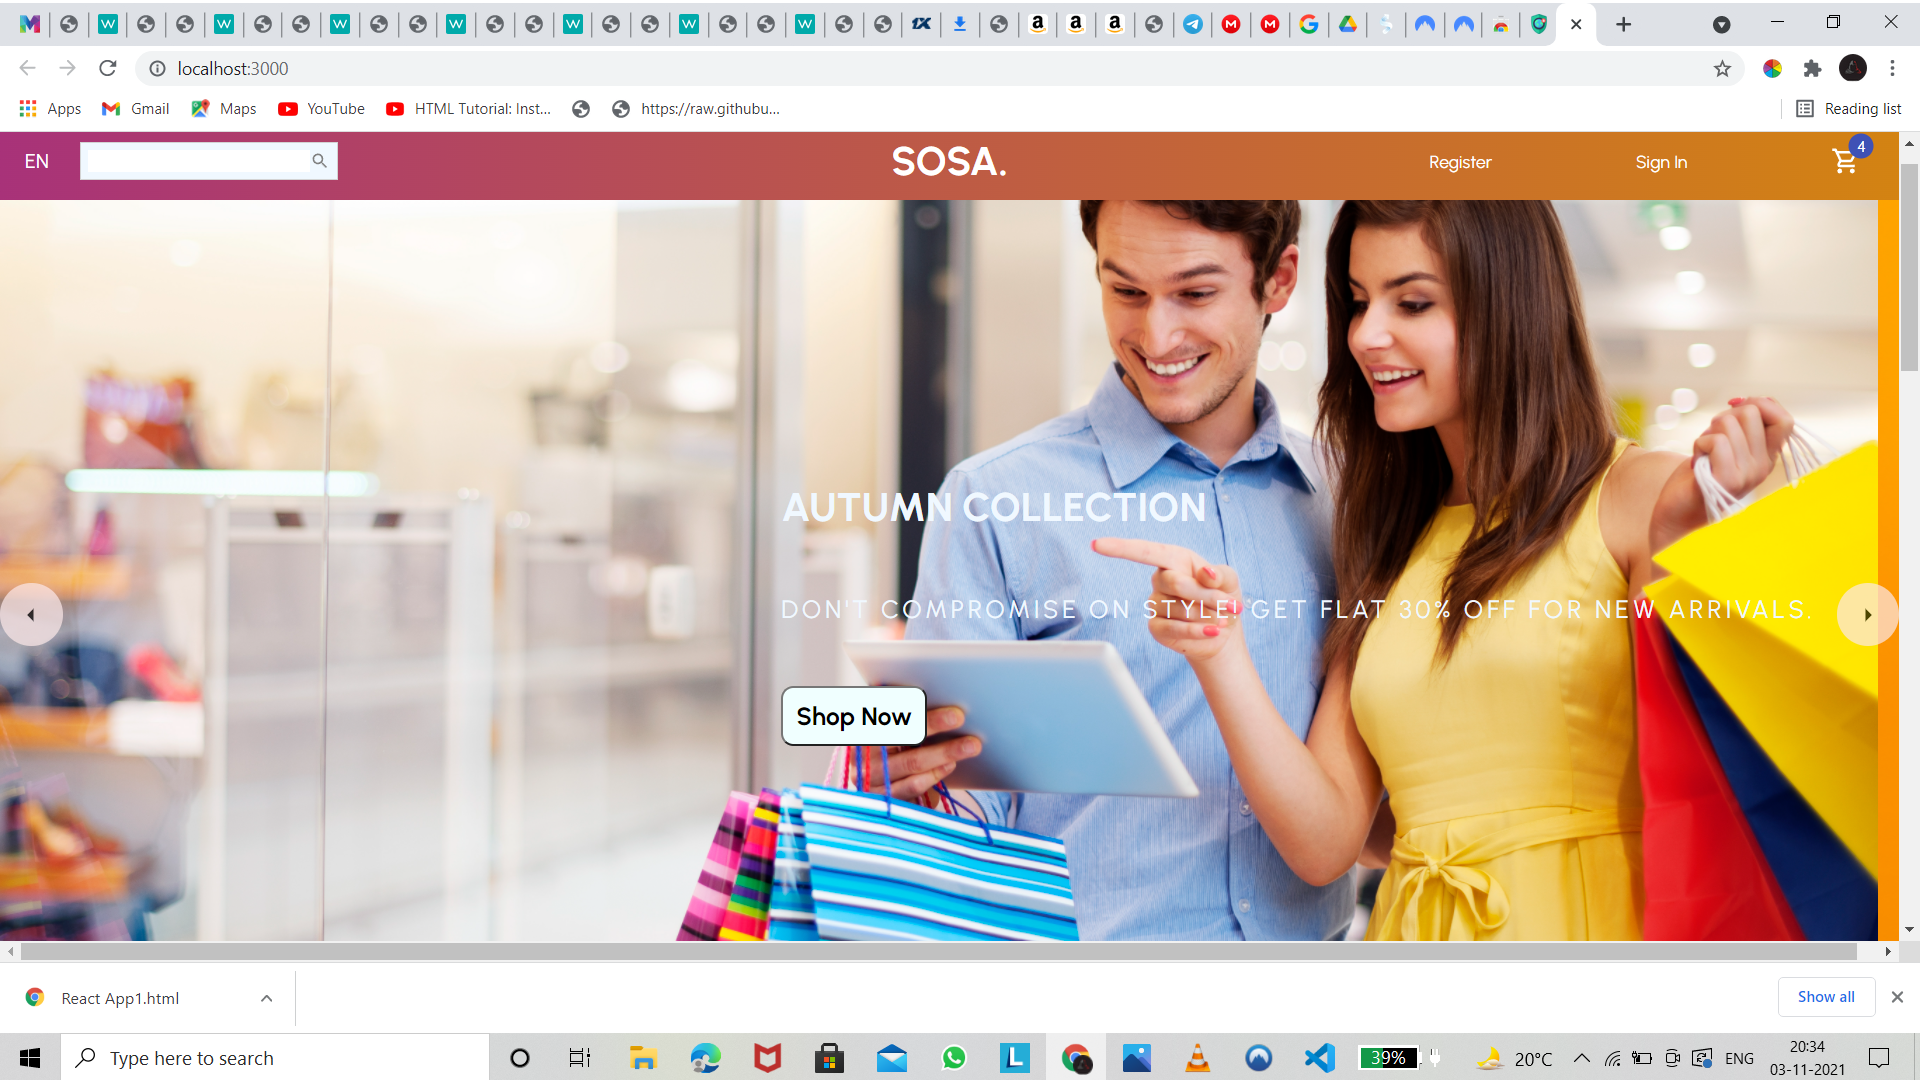 localhost:3000
Apps
Gmail
Maps
YouTube
HTML Tutorial: Inst...
https://raw.githubu...
Reading list
EN
SOSA.
Register
Sign In
4
AUTUMN COLLECTION
DON'T COMPROMISE ON STYLE! GET FLAT 30% OFF FOR NEW ARRIVALS.
Shop Now
React App1.html
Show all
Type here to search
39%
20°C
ENG
20:34
03-11-2021